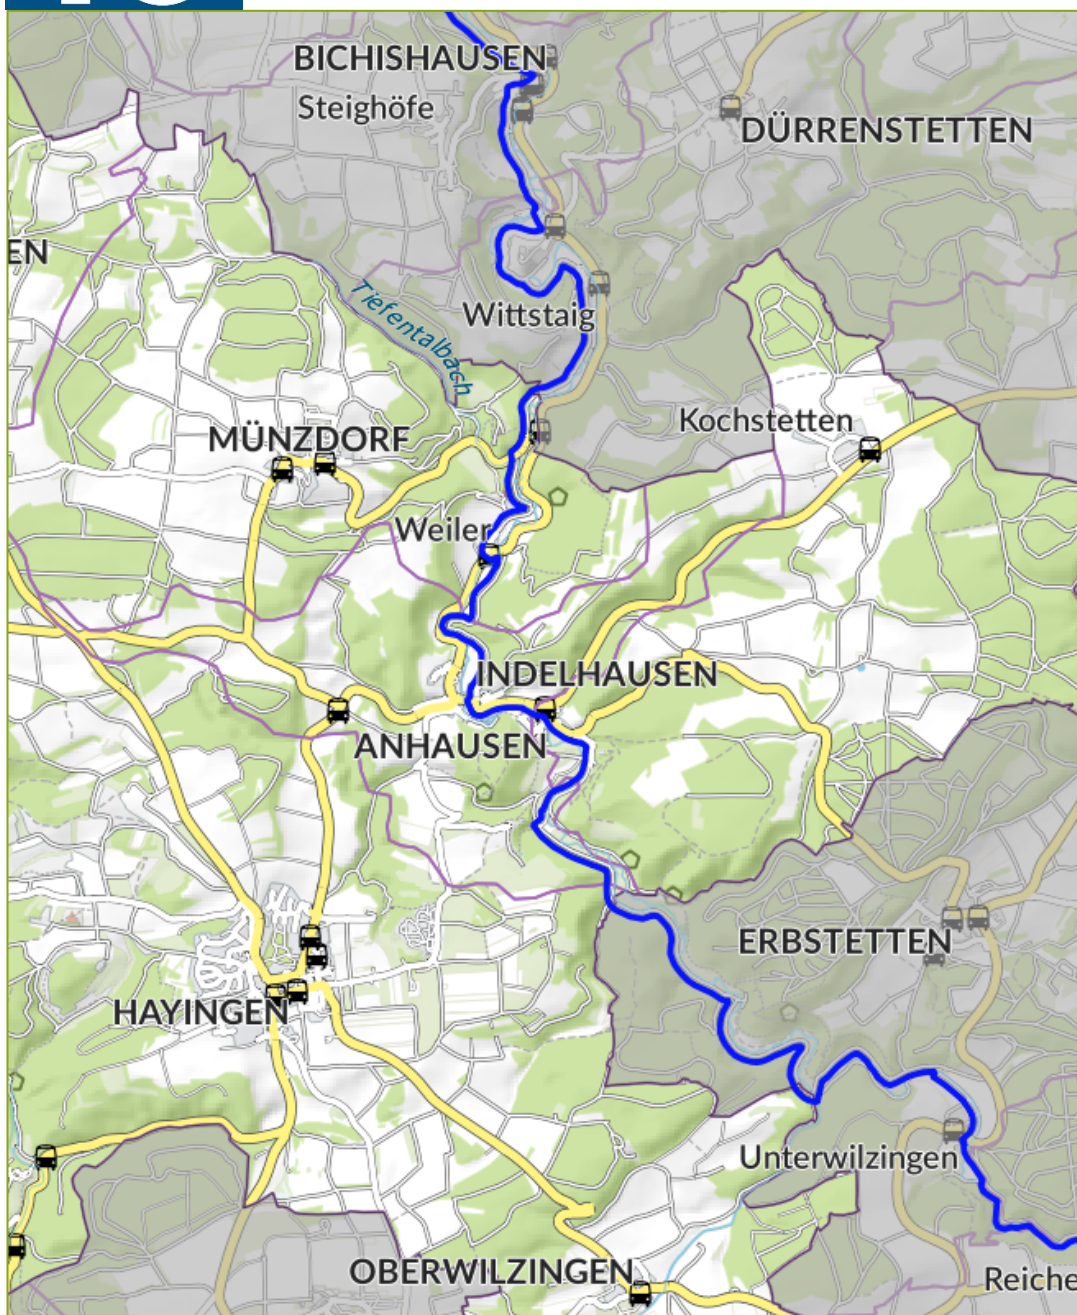 BICHISHAUSEN
Steighöfe
DÜRRENSTETTEN
EN
Tiefentalbach
Wittstaig
Kochstetten
MÜNZDORF
Weiler
INDELHAUSEN
ANHAUSEN
ERBSTETTEN
HAYINGEN
Unterwilzingen
OBERWILZINGEN
Reiche